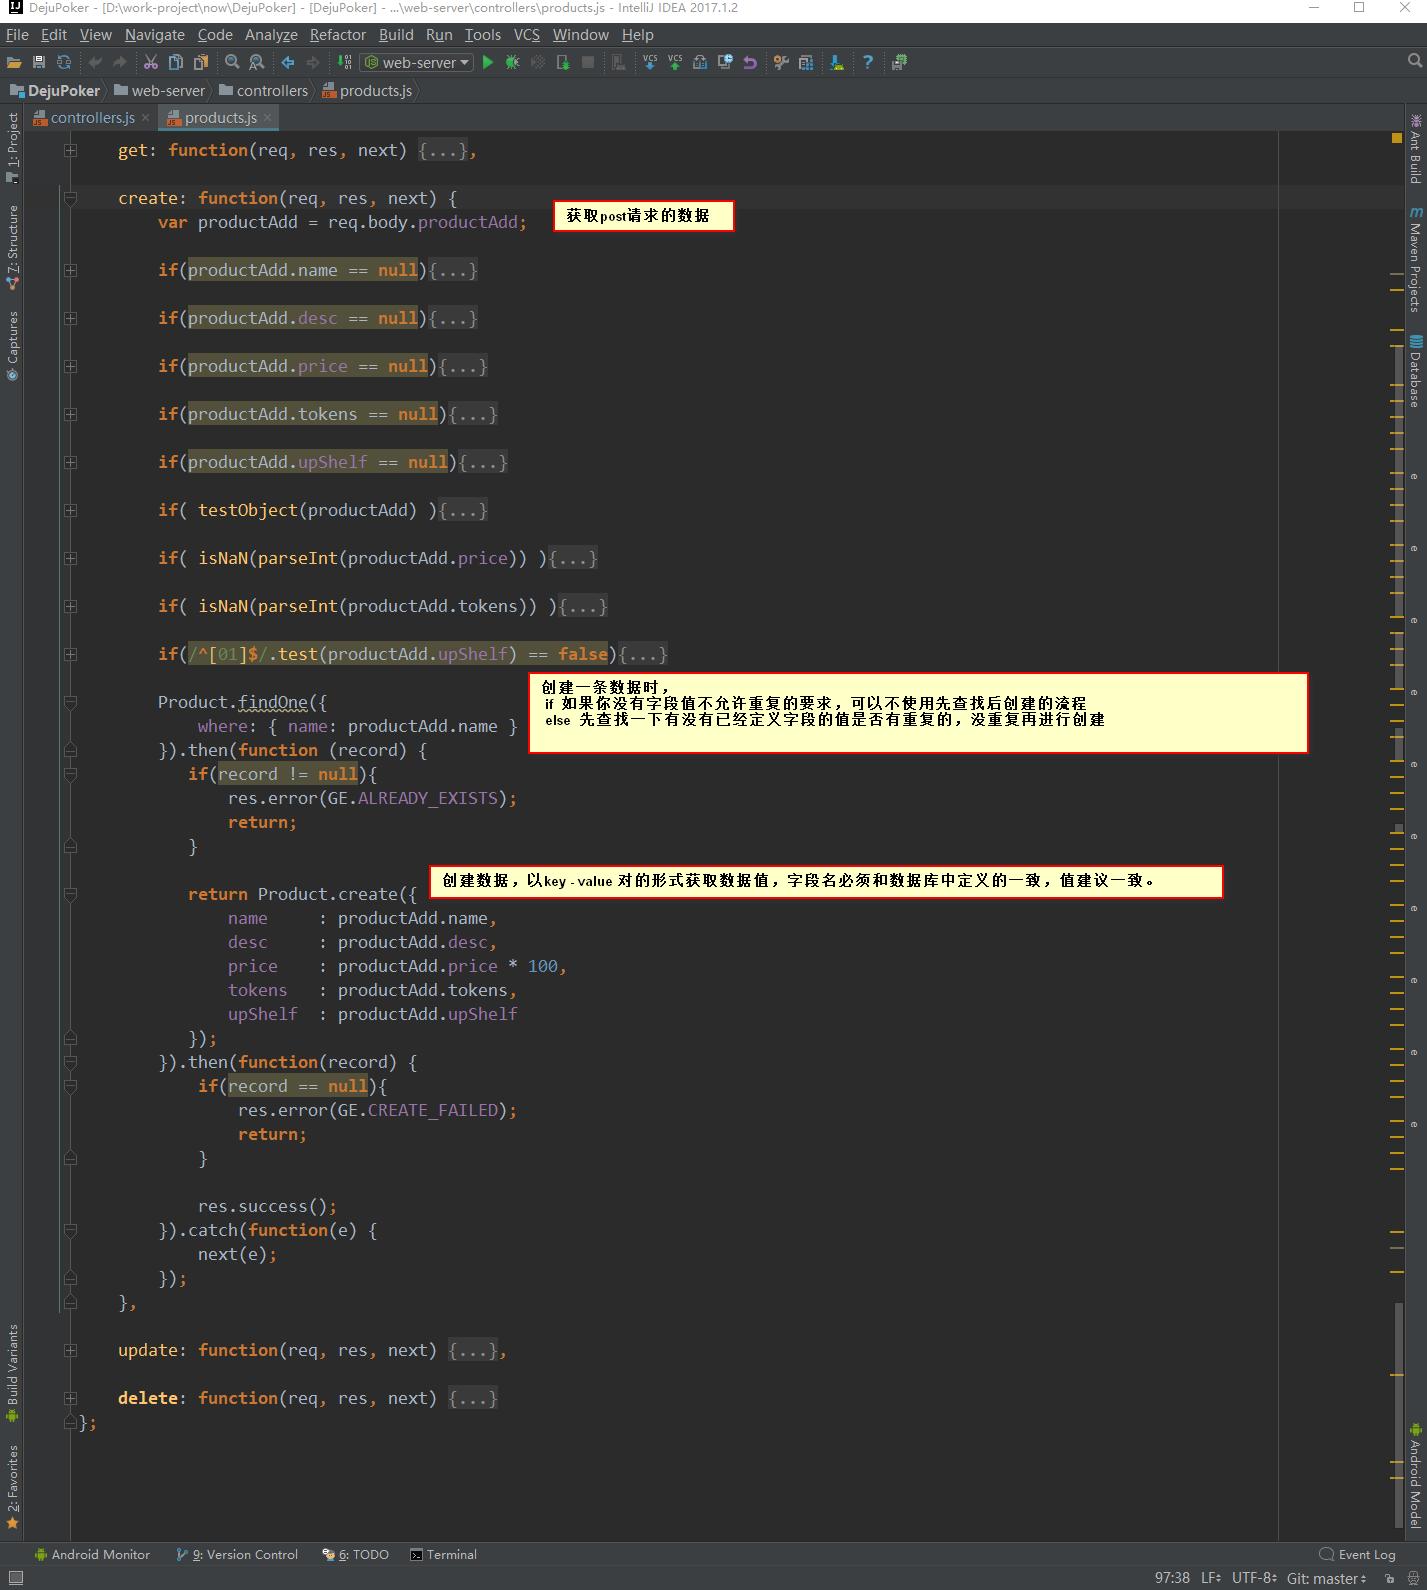 DejuPoker - [D:\work-project\now\DejuPoker] - [DejuPoker] - ...\web-server\controllers\products.js - IntelliJ IDEA 2017.1.2
File Edit View Navigate Code Analyze Refactor Build Run Tools VCS Window Help
web-server
DejuPoker web-server controllers products.js
controllers.js products.js
get: function(req, res, next) {...},
create: function(req, res, next) {
var productAdd = req.body.productAdd;
获取post请求的数据
if(productAdd.name == null){...}
if(productAdd.desc == null){...}
if(productAdd.price == null){...}
if(productAdd.tokens == null){...}
if(productAdd.upShelf == null){...}
if( testObject(productAdd) ){...}
if( isNaN(parseInt(productAdd.price)) ){...}
if( isNaN(parseInt(productAdd.tokens)) ){...}
if(/^[01]$/.test(productAdd.upShelf) == false){...}
创建一条数据时，
if 如果你没有字段值不允许重复的要求，可以不使用先查找后创建的流程
else 先查找一下有没有已经定义字段的值是否有重复的，没重复再进行创建
Product.findOne({
where: { name: productAdd.name }
}).then(function (record) {
if(record != null){
res.error(GE.ALREADY_EXISTS);
return;
}
创建数据，以key - value 对的形式获取数据值，字段名必须和数据库中定义的一致，值建议一致。
return Product.create({
name : productAdd.name,
desc : productAdd.desc,
price : productAdd.price * 100,
tokens : productAdd.tokens,
upShelf : productAdd.upShelf
});
}).then(function(record) {
if(record == null){
res.error(GE.CREATE_FAILED);
return;
}
res.success();
}).catch(function(e) {
next(e);
});
},
update: function(req, res, next) {...},
delete: function(req, res, next) {...}
};
1: Project
7: Structure
Captures
Build Variants
2: Favorites
Ant Build
Maven Projects
Database
Android Model
Android Monitor 9: Version Control 6: TODO Terminal Event Log
97:38 LF UTF-8 Git: master